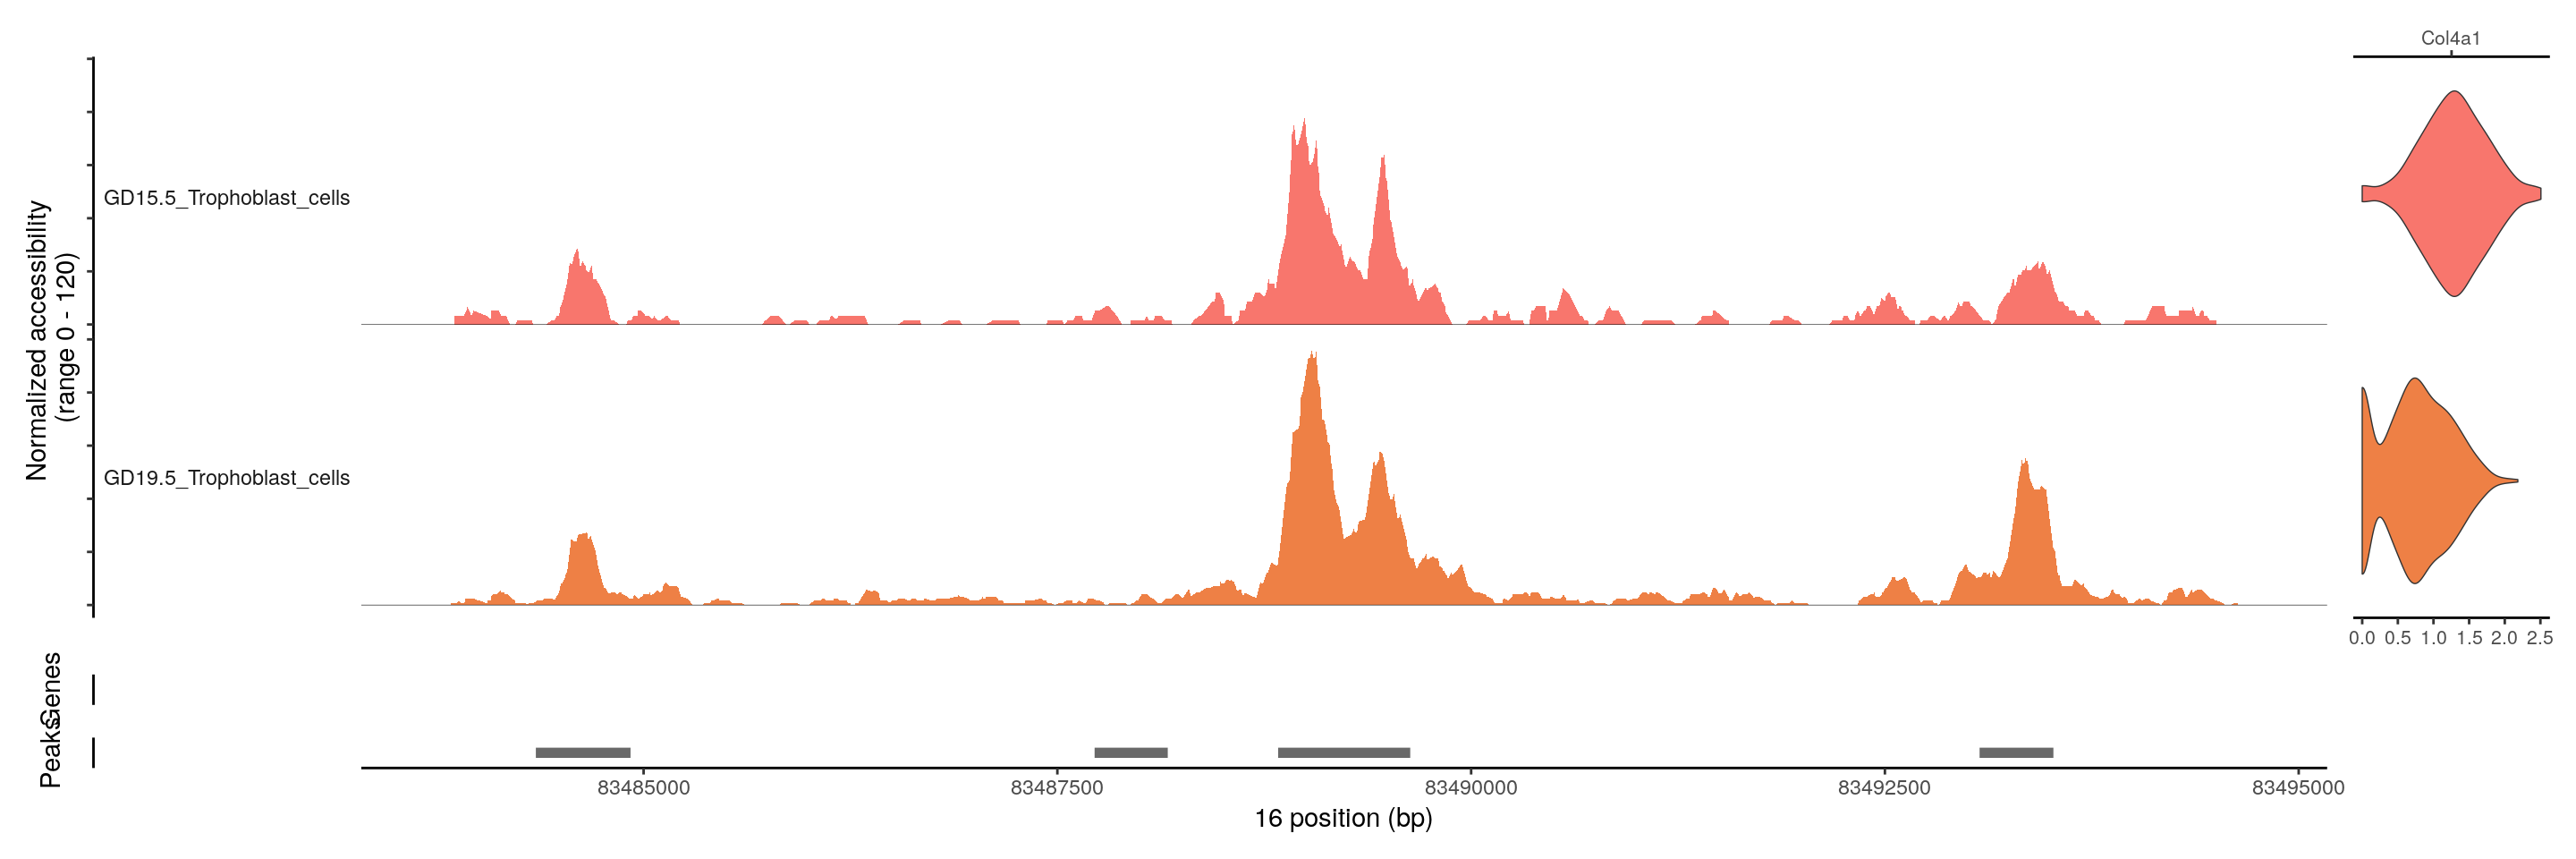 Col4a1
Normalized accessibility
(range 0 - 120)
GD15.5_Trophoblast_cells
GD19.5_Trophoblast_cells
0.0 0.5 1.0 1.5 2.0 2.5
Genes
Peaks
83485000 83487500 83490000 83492500 83495000
16 position (bp)